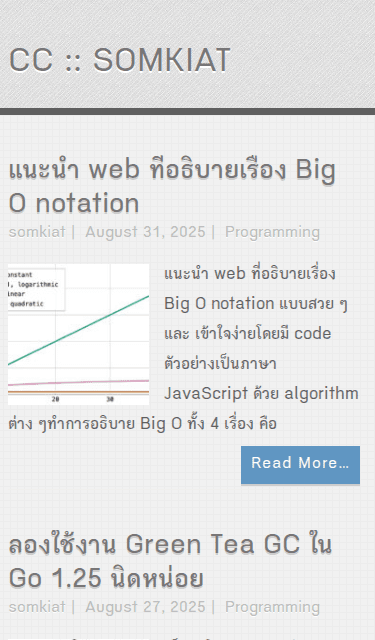 CC :: SOMKIAT
แนะนำ web ที่อธิบายเรื่อง Big
O notation
somkiat | August 31, 2025 | Programming
onstant
, logarithmic
inear
quadratic
20 30
แนะนำ web ที่อธิบายเรื่อง
Big O notation แบบสวย ๆ
และ เข้าใจง่ายโดยมี code
ตัวอย่างเป็นภาษา
JavaScript ด้วย algorithm
ต่าง ๆทำการอธิบาย Big O ทั้ง 4 เรื่อง คือ
Read More…
ลองใช้งาน Green Tea GC ใน
Go 1.25 นิดหน่อย
somkiat | August 27, 2025 | Programming